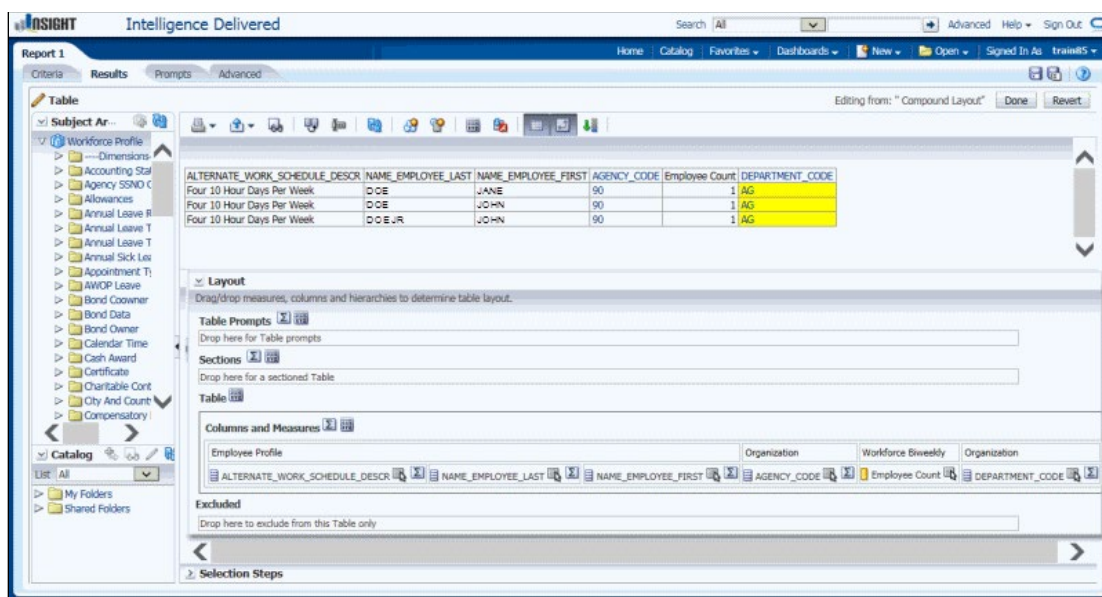 INSIGHT Intelligence Delivered Search All Advanced Help Sign Out
Report 1 Home Catalog Favorites Dashboards New Open Signed In As train85
Criteria Results Prompts Advanced
Table Editing from: " Compound Layout" Done Revert
Subject Ar...
Workforce Profile
----Dimensions-
Accounting Stat
Agency SSNO C
Allowances
Annual Leave R
Annual Leave T
Annual Leave T
Annual Sick Lea
Appointment Ty
AWOP Leave
Bond Coowner
Bond Data
Bond Owner
Calendar Time
Cash Award
Certificate
Charitable Cont
City And Count
Compensatory
ALTERNATE_WORK_SCHEDULE_DESCR NAME_EMPLOYEE_LAST NAME_EMPLOYEE_FIRST AGENCY_CODE Employee Count DEPARTMENT_CODE
Four 10 Hour Days Per Week DOE JANE 90 1 AG
Four 10 Hour Days Per Week DOE JOHN 90 1 AG
Four 10 Hour Days Per Week DOEJR JOHN 90 1 AG
Layout
Drag/drop measures, columns and hierarchies to determine table layout.
Table Prompts
Drop here for Table prompts
Sections
Drop here for a sectioned Table
Table
Columns and Measures
Employee Profile Organization Workforce Biweekly Organization
ALTERNATE_WORK_SCHEDULE_DESCR NAME_EMPLOYEE_LAST NAME_EMPLOYEE_FIRST AGENCY_CODE Employee Count DEPARTMENT_CODE
Excluded
Drop here to exclude from this Table only
Catalog
List All
My Folders
Shared Folders
Selection Steps